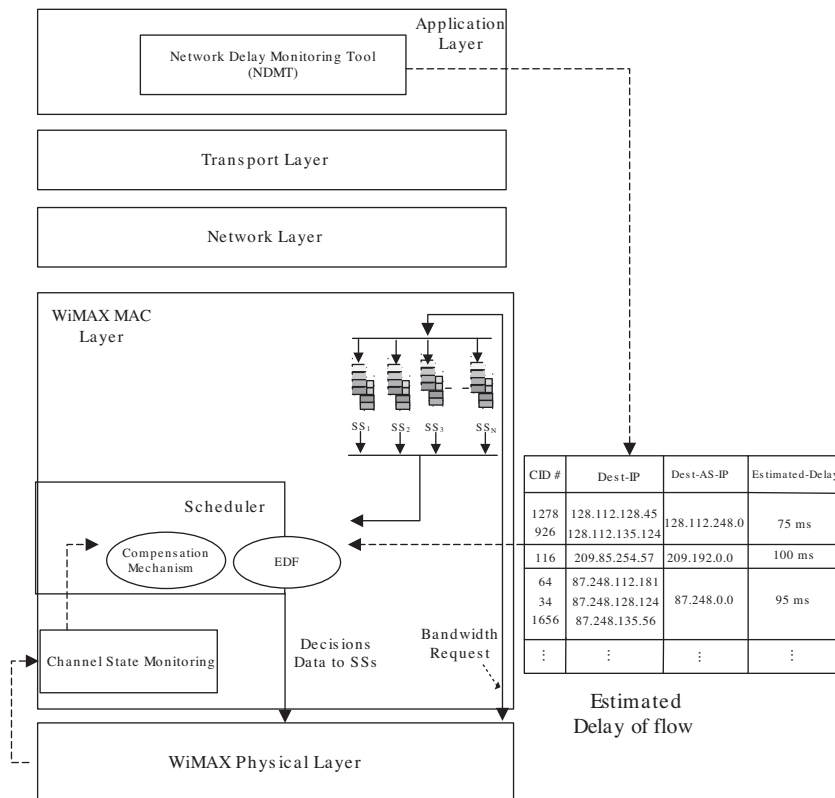 Application
Layer
Network Delay Monitoring Tool
(NDMT)
Transport Layer
Network Layer
WiMAX MAC
Layer
SS1 SS2 SS3 SSN
Scheduler
Compensation
Mechanism
EDF
Channel State Monitoring
Decisions
Data to SSs
Bandwidth
Request
WiMAX Physical Layer
CID # Dest-IP Dest-AS-IP Estimated-Delay
1278 128.112.128.45
926 128.112.135.124
128.112.248.0 75 ms
116 209.85.254.57 209.192.0.0 100 ms
64 87.248.112.181
34 87.248.128.124 87.248.0.0 95 ms
1656 87.248.135.56
⋮ ⋮ ⋮ ⋮
Estimated
Delay of flow